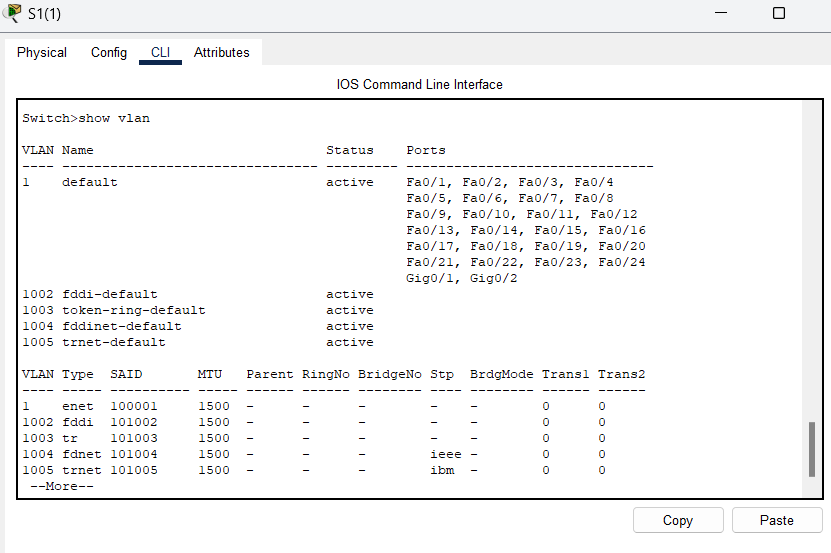 S1(1)
Physical Config CLI Attributes
IOS Command Line Interface
Switch>show vlan
VLAN Name                             Status    Ports
---- -------------------------------- --------- -------------------------------
1    default                          active    Fa0/1, Fa0/2, Fa0/3, Fa0/4
                                                Fa0/5, Fa0/6, Fa0/7, Fa0/8
                                                Fa0/9, Fa0/10, Fa0/11, Fa0/12
                                                Fa0/13, Fa0/14, Fa0/15, Fa0/16
                                                Fa0/17, Fa0/18, Fa0/19, Fa0/20
                                                Fa0/21, Fa0/22, Fa0/23, Fa0/24
                                                Gig0/1, Gig0/2
1002 fddi-default                     active
1003 token-ring-default               active
1004 fddinet-default                  active
1005 trnet-default                    active
VLAN Type  SAID       MTU   Parent RingNo BridgeNo Stp  BrdgMode Trans1 Trans2
---- ----- ---------- ----- ------ ------ -------- ---- -------- ------ ------
1    enet  100001     1500  -      -      -        -    -        0      0
1002 fddi  101002     1500  -      -      -        -    -        0      0
1003 tr    101003     1500  -      -      -        -    -        0      0
1004 fdnet 101004     1500  -      -      -        ieee -        0      0
1005 trnet 101005     1500  -      -      -        ibm  -        0      0
 --More--
Copy Paste